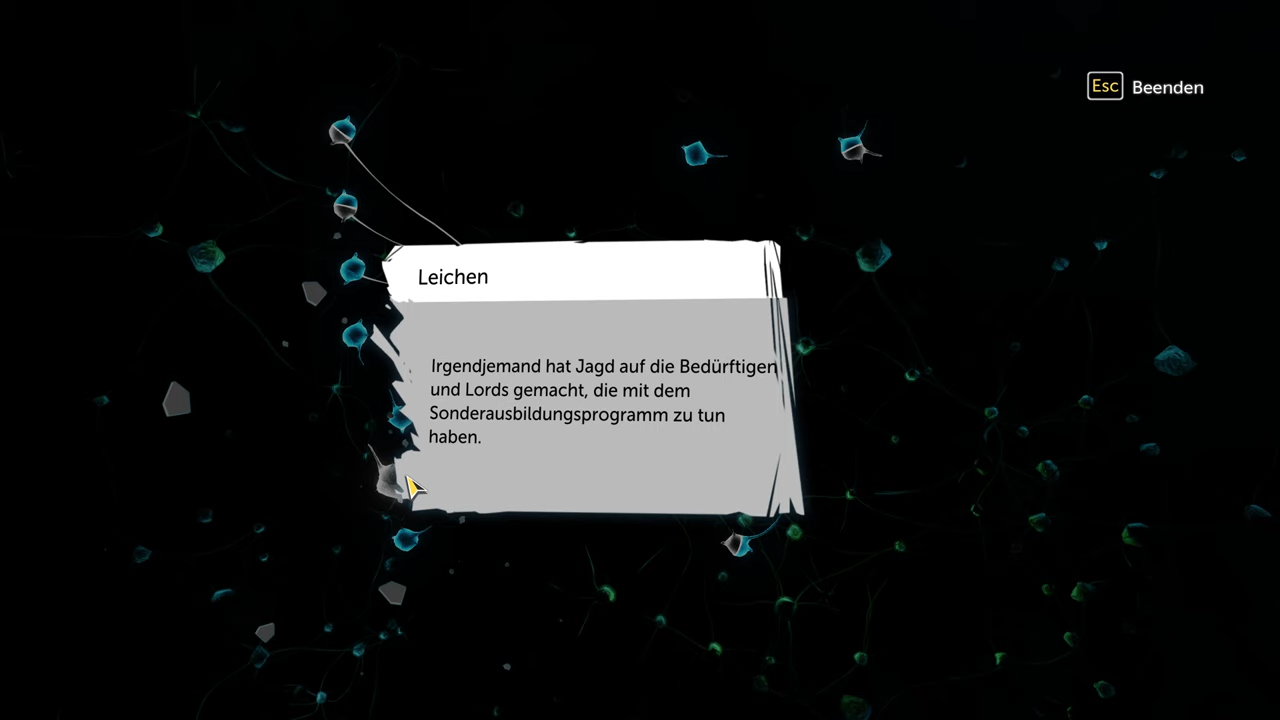 Esc Beenden
Leichen
Irgendjemand hat Jagd auf die Bedürftigen
und Lords gemacht, die mit dem
Sonderausbildungsprogramm zu tun
haben.